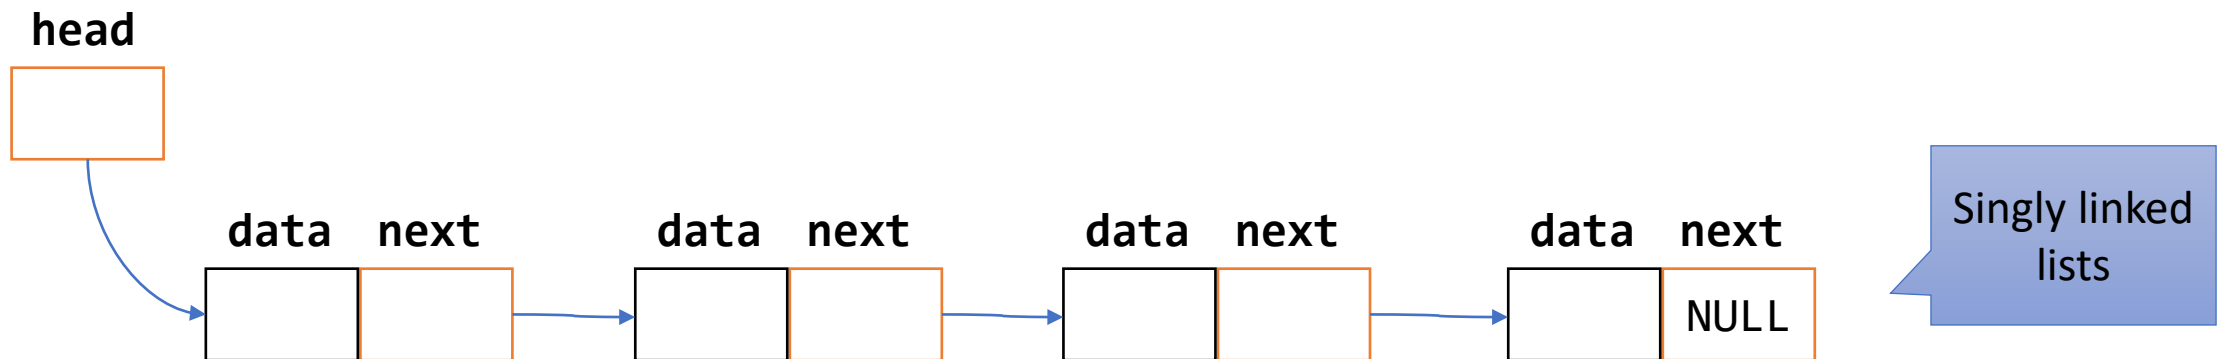 head
data next data next data next data next
NULL
Singly linked
lists